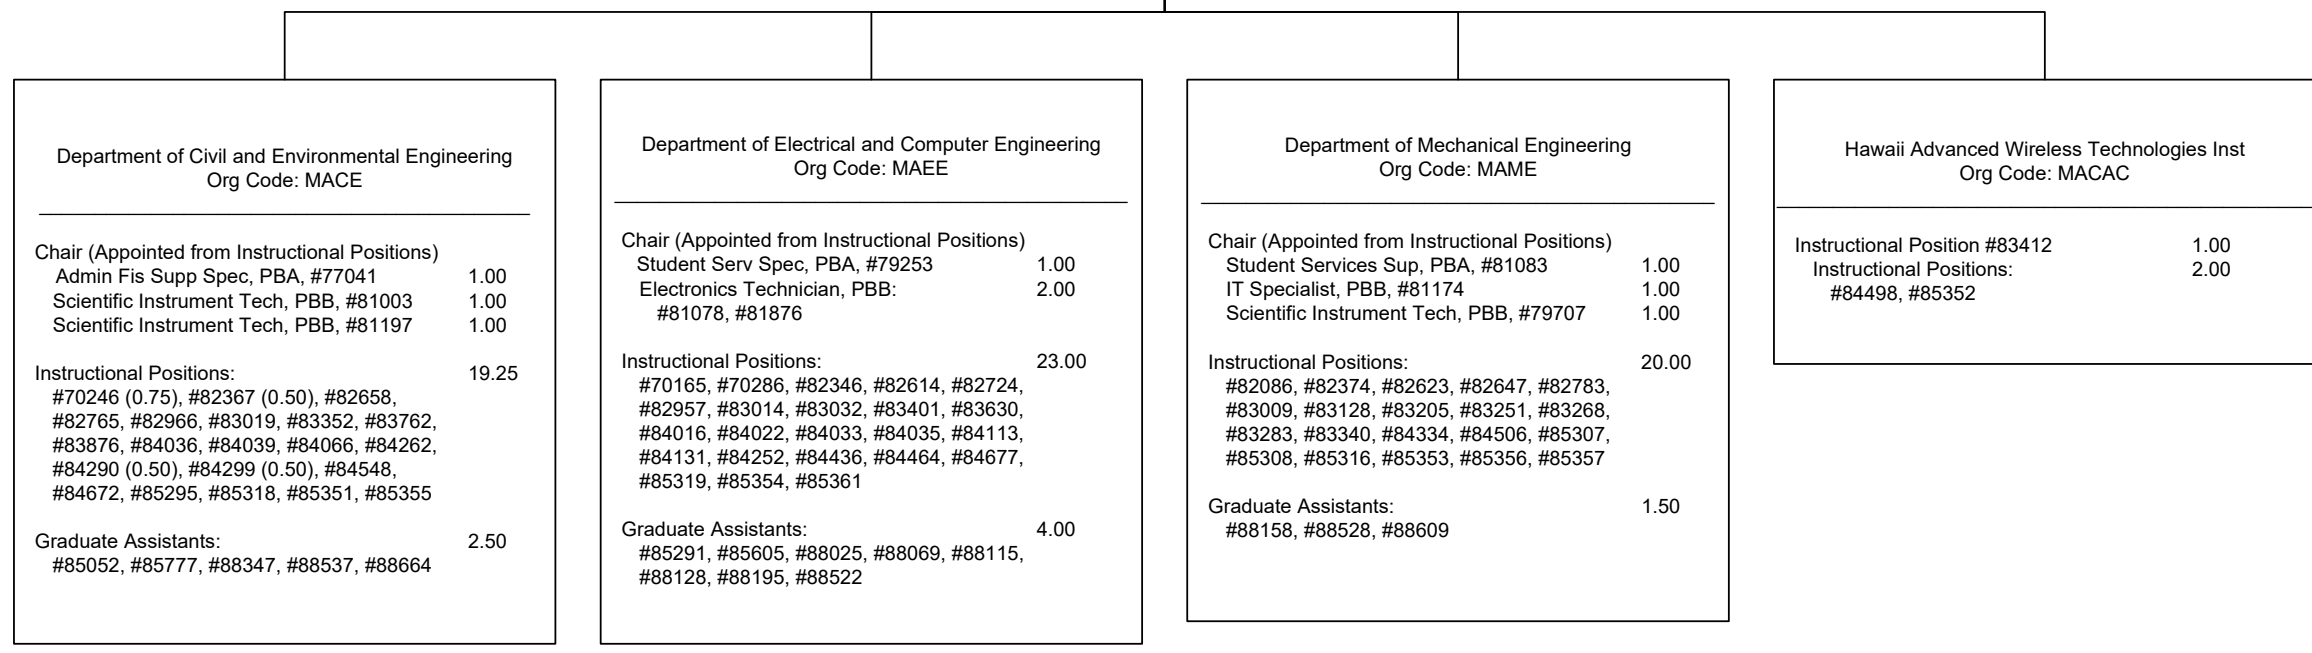 Department of Civil and Environmental Engineering
Org Code: MACE
Chair (Appointed from Instructional Positions)
Admin Fis Supp Spec, PBA, #77041 1.00
Scientific Instrument Tech, PBB, #81003 1.00
Scientific Instrument Tech, PBB, #81197 1.00
Instructional Positions: 19.25
#70246 (0.75), #82367 (0.50), #82658,
#82765, #82966, #83019, #83352, #83762,
#83876, #84036, #84039, #84066, #84262,
#84290 (0.50), #84299 (0.50), #84548,
#84672, #85295, #85318, #85351, #85355
Graduate Assistants: 2.50
#85052, #85777, #88347, #88537, #88664
Department of Electrical and Computer Engineering
Org Code: MAEE
Chair (Appointed from Instructional Positions)
Student Serv Spec, PBA, #79253 1.00
Electronics Technician, PBB: 2.00
#81078, #81876
Instructional Positions: 23.00
#70165, #70286, #82346, #82614, #82724,
#82957, #83014, #83032, #83401, #83630,
#84016, #84022, #84033, #84035, #84113,
#84131, #84252, #84436, #84464, #84677,
#85319, #85354, #85361
Graduate Assistants: 4.00
#85291, #85605, #88025, #88069, #88115,
#88128, #88195, #88522
Department of Mechanical Engineering
Org Code: MAME
Chair (Appointed from Instructional Positions)
Student Services Sup, PBA, #81083 1.00
IT Specialist, PBB, #81174 1.00
Scientific Instrument Tech, PBB, #79707 1.00
Instructional Positions: 20.00
#82086, #82374, #82623, #82647, #82783,
#83009, #83128, #83205, #83251, #83268,
#83283, #83340, #84334, #84506, #85307,
#85308, #85316, #85353, #85356, #85357
Graduate Assistants: 1.50
#88158, #88528, #88609
Hawaii Advanced Wireless Technologies Inst
Org Code: MACAC
Instructional Position #83412 1.00
Instructional Positions: 2.00
#84498, #85352